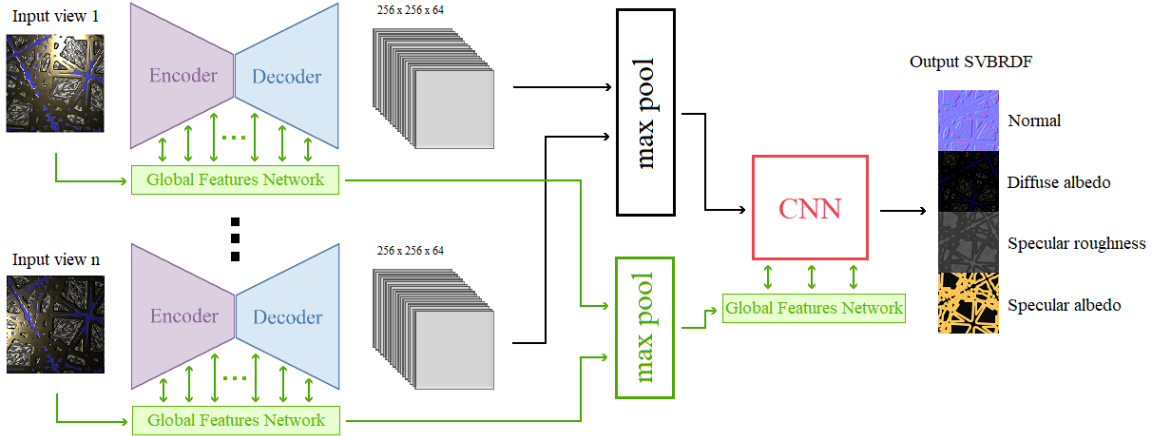 Input view 1
256 x 256 x 64
Encoder
Decoder
...
Global Features Network
Input view n
256 x 256 x 64
Encoder
Decoder
...
Global Features Network
max pool
max pool
CNN
Global Features Network
Output SVBRDF
Normal
Diffuse albedo
Specular roughness
Specular albedo